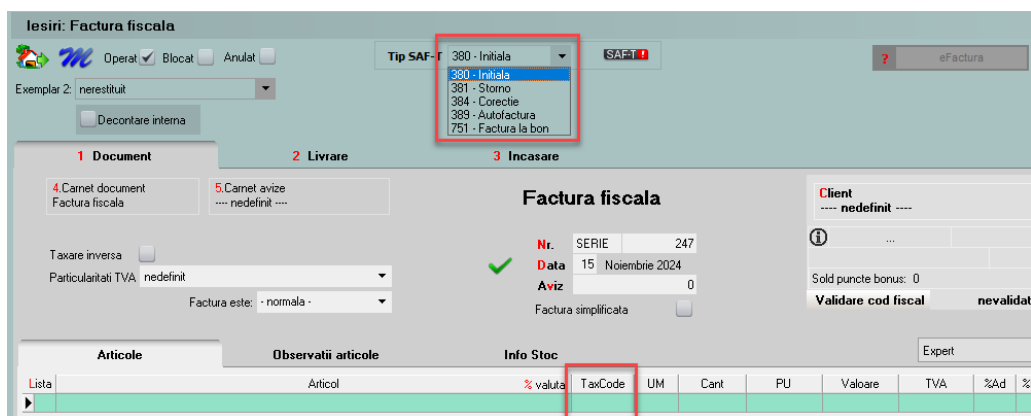 Iesiri: Factura fiscala
Operat Blocat Anulat
Tip SAF-T 380 - Initiala
SAF-T !
? eFactura
380 - Initiala
381 - Storno
384 - Corectie
389 - Autofactura
751 - Factura la bon
Exemplar 2: nerestituit
Decontare interna
1 Document
2 Livrare
3 Incasare
4.Carnet document
Factura fiscala
5.Carnet avize
---- nedefinit ----
Factura fiscala
Client
---- nedefinit ----
Nr. SERIE 247
...
Taxare inversa
Data 15 Noiembrie 2024
Particularitati TVA nedefinit
Aviz 0
Sold puncte bonus: 0
Factura este: - normala -
Factura simplificata
Validare cod fiscal nevalidat
Articole
Observatii articole
Info Stoc
Expert
Lista Articol % valuta TaxCode UM Cant PU Valoare TVA %Ad %